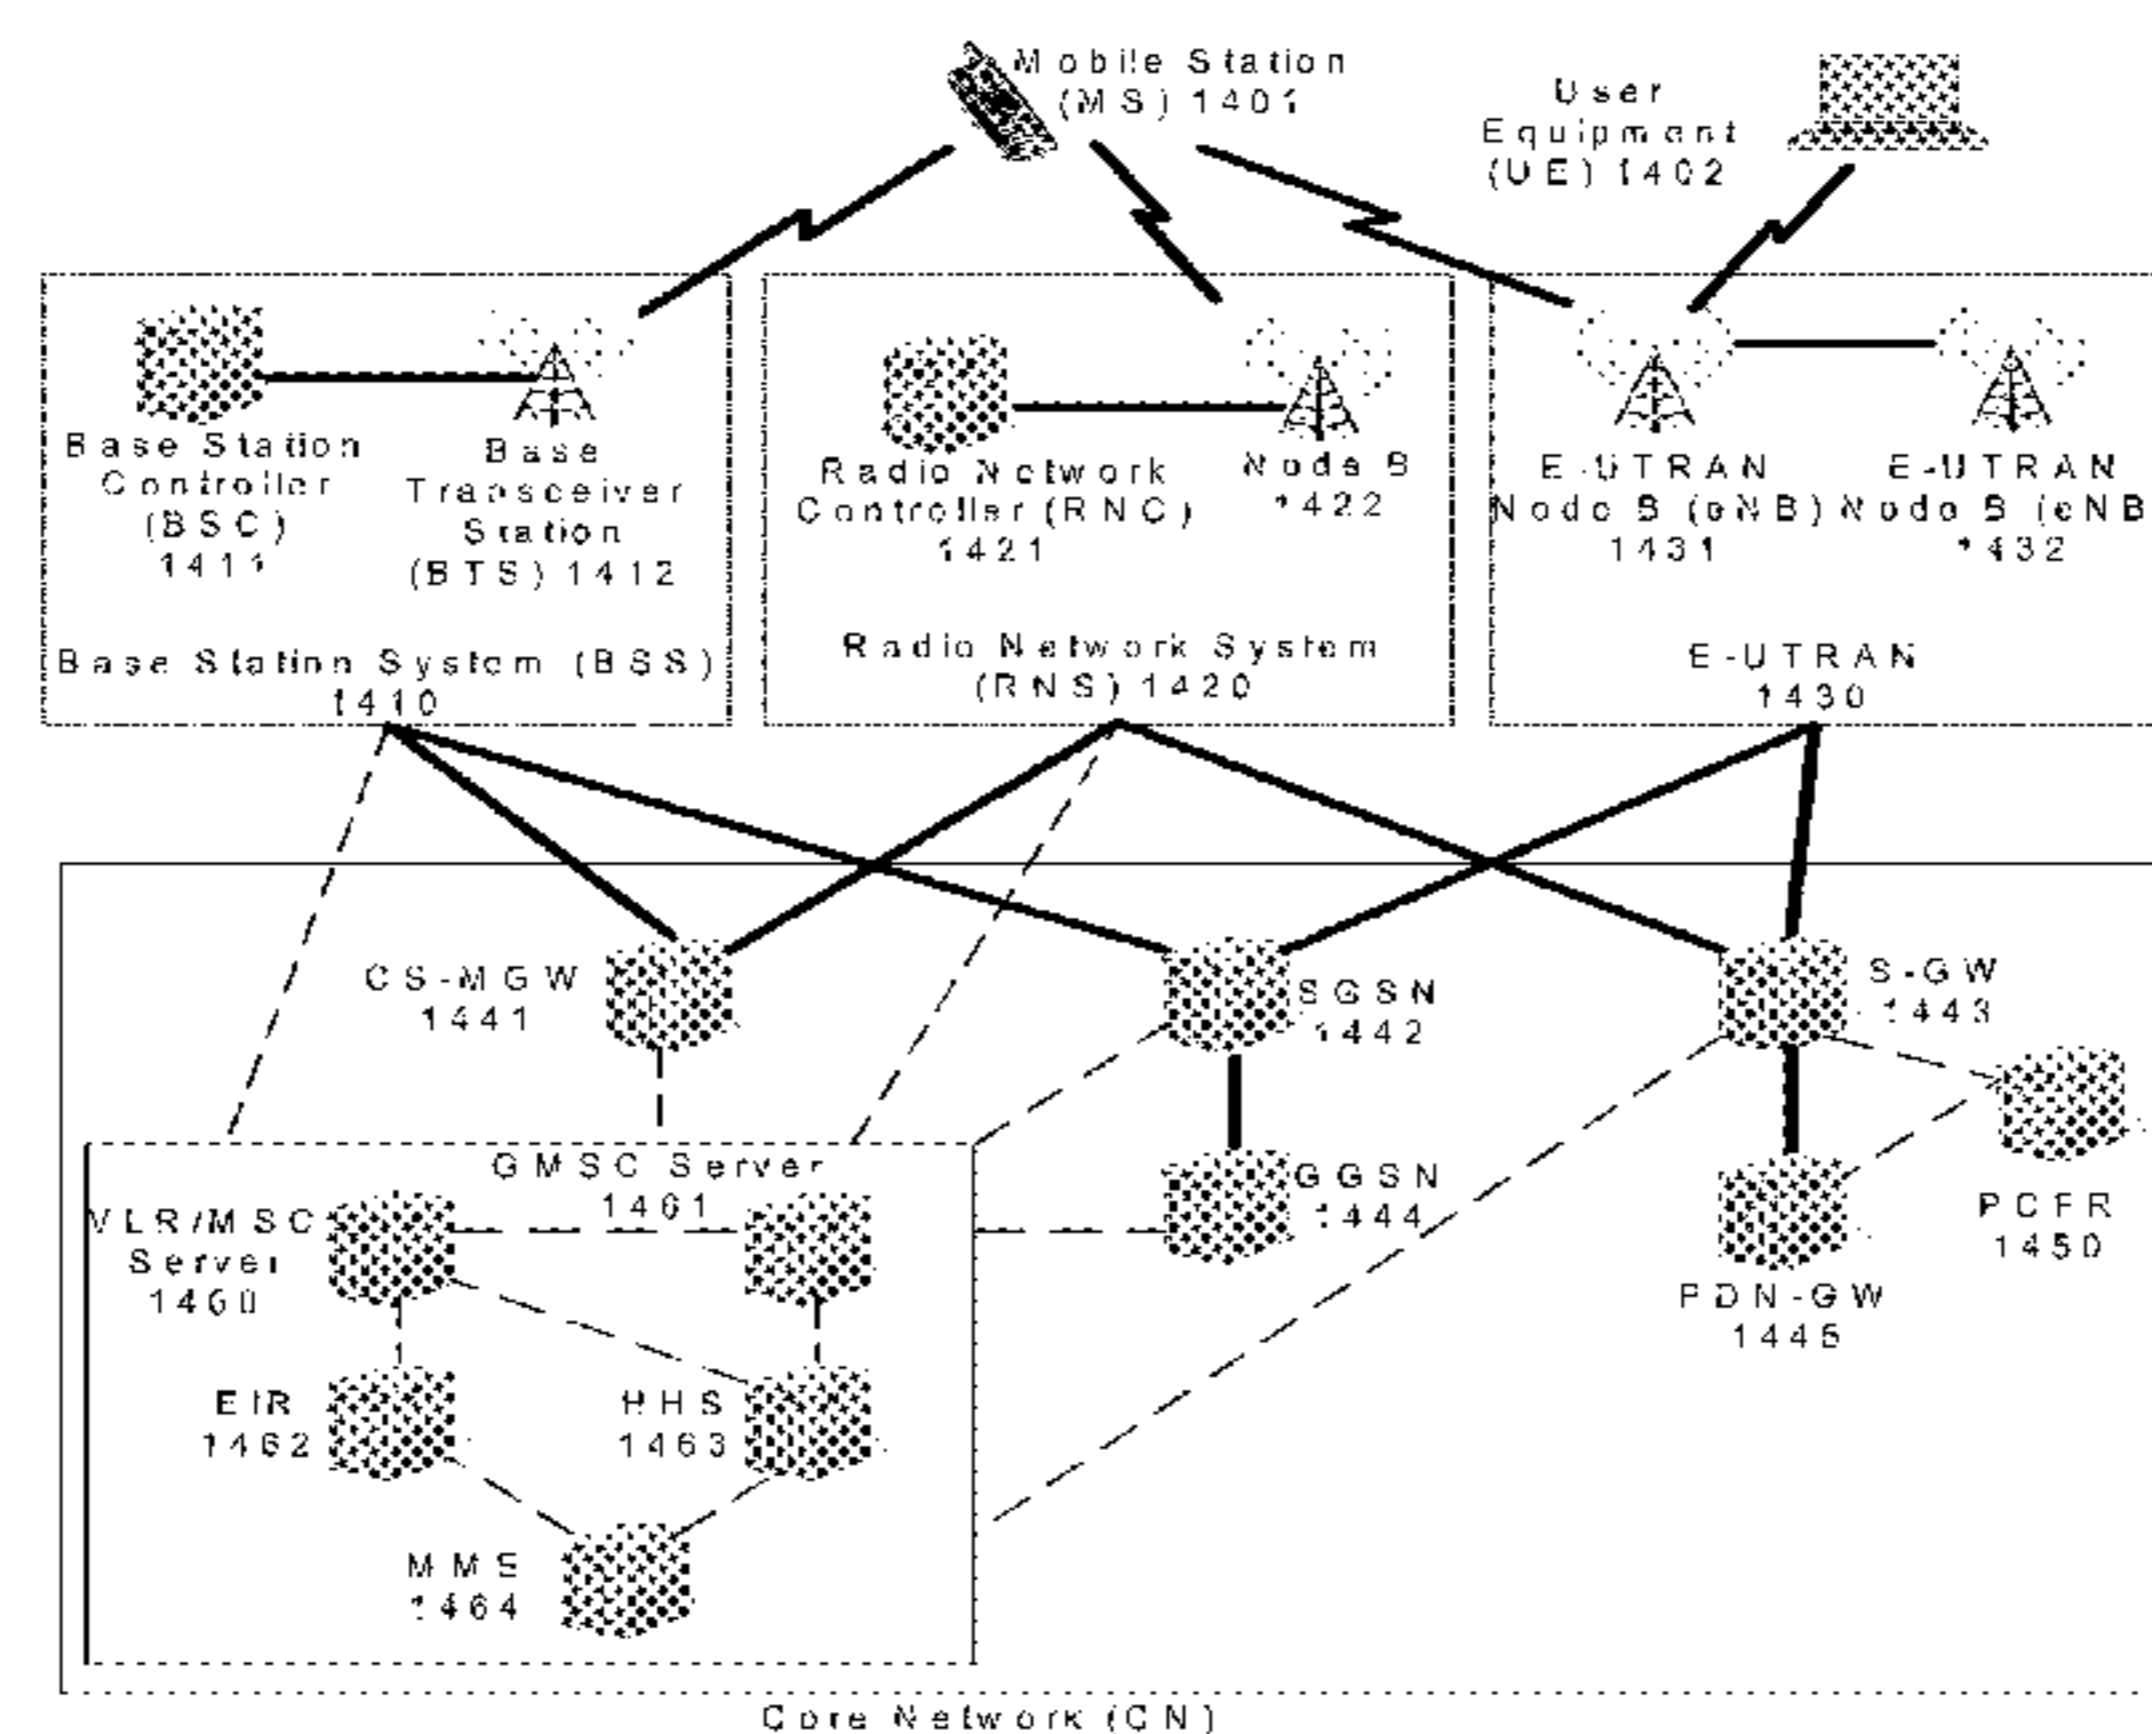 Mobile Station
(MS) 1401
User
Equipment
(UE) 1402
Base Station
Controller
(BSC)
1411
Base
Transceiver
Station
(BTS) 1412
Base Station System (BSS)
1410
Radio Network
Controller (RNC)
1421
Node B
1422
Radio Network System
(RNS) 1420
E-UTRAN
Node B (eNB)
1431
E-UTRAN
Node B (eNB
1432
E-UTRAN
1430
CS-MGW
1441
SGSN
1442
S-GW
1443
GMSC Server
1461
VLR/MSC
Server
1460
GGSN
1444
PCFR
1450
PDN-GW
1445
EIR
1462
HHS
1463
MMS
1464
Core Network (CN)